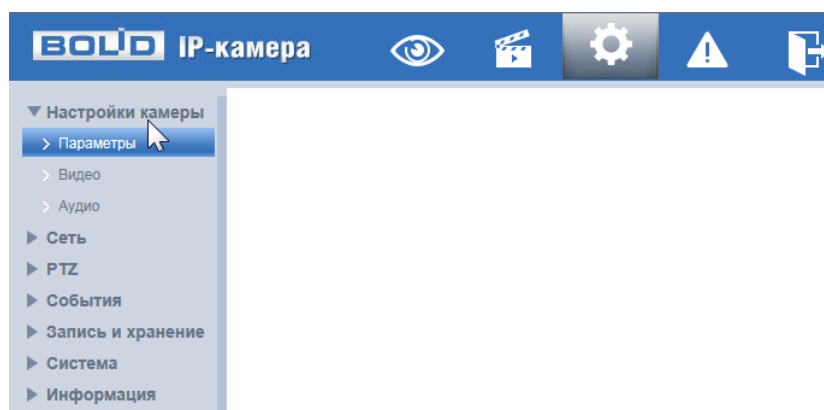 BOLID IP-камера
Настройки камеры
Параметры
Видео
Аудио
Сеть
PTZ
События
Запись и хранение
Система
Информация